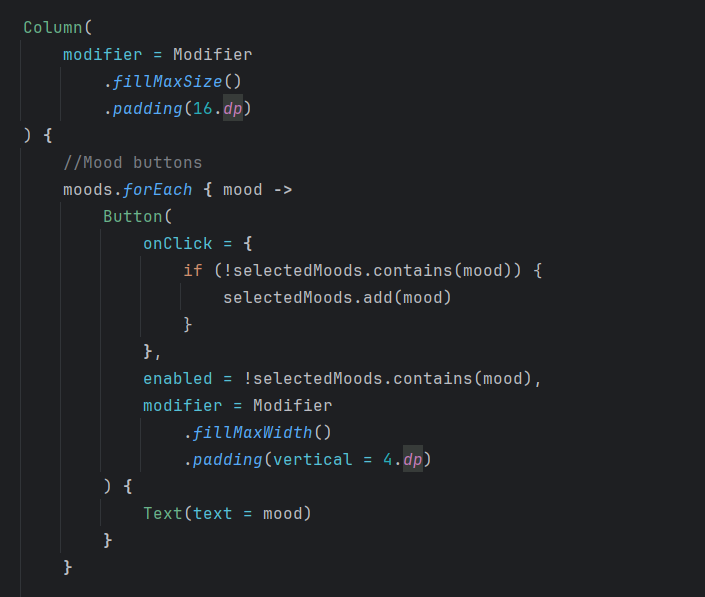 Column(
    modifier = Modifier
        .fillMaxSize()
        .padding(16.dp)
) {
    //Mood buttons
    moods.forEach { mood ->
        Button(
            onClick = {
                if (!selectedMoods.contains(mood)) {
                    selectedMoods.add(mood)
                }
            },
            enabled = !selectedMoods.contains(mood),
            modifier = Modifier
                .fillMaxWidth()
                .padding(vertical = 4.dp)
        ) {
            Text(text = mood)
        }
    }